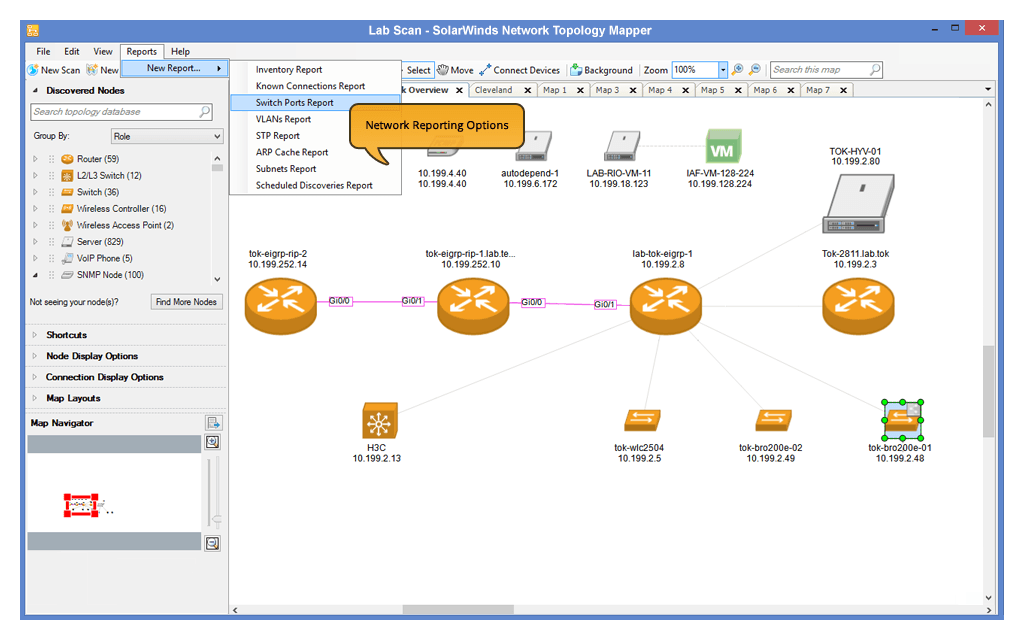 Lab Scan - SolarWinds Network Topology Mapper
File Edit View Reports Help
New Scan New Select Move Connect Devices Background Zoom 100% Search this map
New Report...
Inventory Report
Known Connections Report
Switch Ports Report
VLANs Report
STP Report
ARP Cache Report
Subnets Report
Scheduled Discoveries Report
Network Reporting Options
Overview Cleveland Map 1 Map 3 Map 4 Map 5 Map 6 Map 7
Discovered Nodes
Search topology database
Group By: Role
Router (59)
L2/L3 Switch (12)
Switch (36)
Wireless Controller (16)
Wireless Access Point (2)
Server (829)
VoIP Phone (5)
SNMP Node (100)
Not seeing your node(s)? Find More Nodes
Shortcuts
Node Display Options
Connection Display Options
Map Layouts
Map Navigator
10.199.4.40
10.199.4.40
autodepend-1
10.199.6.172
LAB-RIO-VM-11
10.199.18.123
VM
IAF-VM-128-224
10.199.128.224
TOK-HYV-01
10.199.2.80
tok-eigrp-rip-2
10.199.252.14
tok-eigrp-rip-1.lab.te...
10.199.252.10
lab-tok-eigrp-1
10.199.2.8
Tok-2811.lab.tok
10.199.2.3
Gi0/0 Gi0/1 Gi0/0 Gi0/1
H3C
10.199.2.13
tok-wlc2504
10.199.2.5
tok-bro200e-02
10.199.2.49
tok-bro200e-01
10.199.2.48